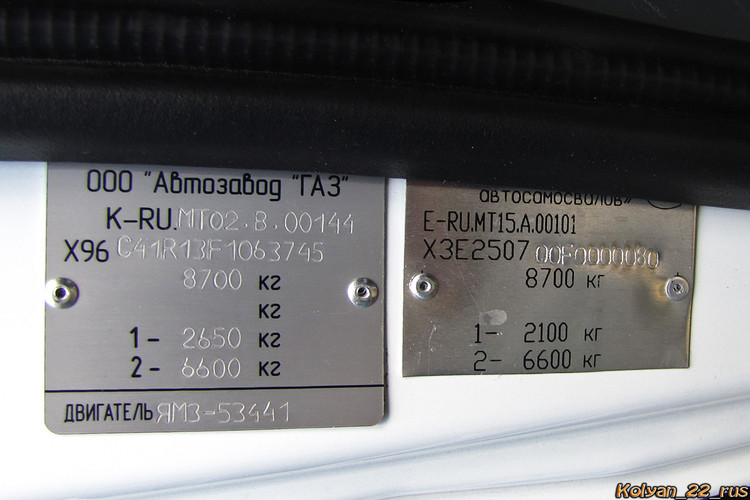 ООО "Автозавод "ГАЗ"
K-RU.MT02.B.00144
X96 C41R13F1063745
8700 кг
кг
1- 2650 кг
2- 6600 кг
ДВИГАТЕЛЬ ЯМЗ-53441
автосамосвалов»
E-RU.MT15.A.00101
X3E2507 00F0000080
8700 кг
1- 2100 кг
2- 6600 кг
Kolyan_22_rus